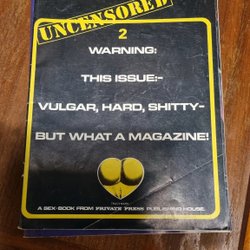 UNCENSORED
2
WARNING:
THIS ISSUE:-
VULGAR, HARD, SHITTY-
BUT WHAT A MAGAZINE!
A SEX-BOOK FROM PRIVATE PRESS PUBLISHING HOUSE.